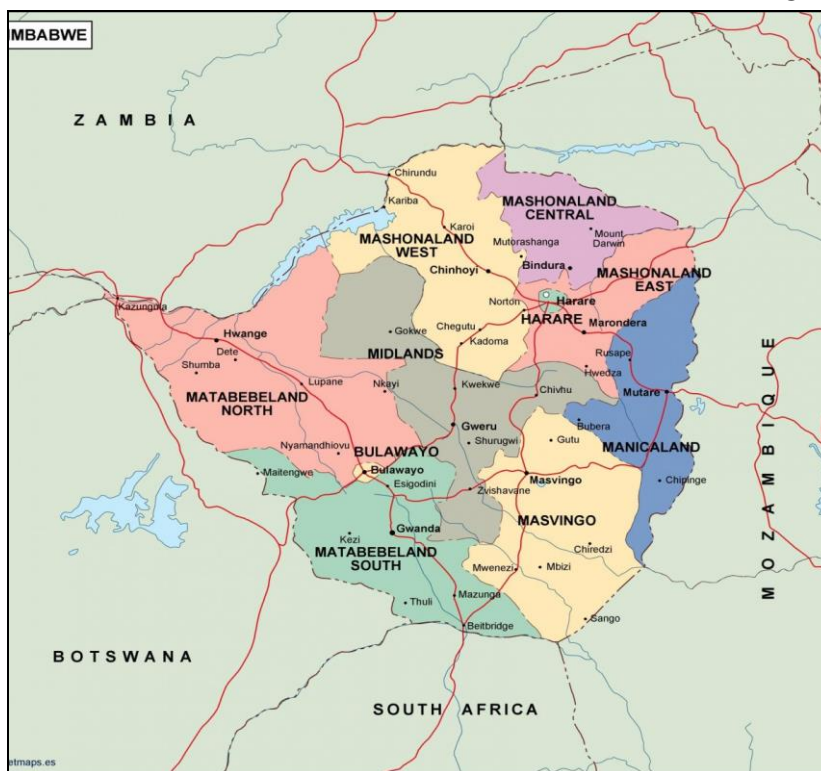 IMBABWE
ZAMBIA
Chirundu
Kariba
MASHONALAND
CENTRAL
Karoi
Mount
Darwin
MASHONALAND
WEST
Mutorashanga
Chinhoyi
Bindura
MASHONALAND
EAST
Kazungula
Norton
Harare
HARARE
Hwange
Gokwe
Chegutu
Marondera
Dete
MIDLANDS
Kadoma
Rusape
Shumba
Hwedza
Lupane
Nkayi
Kwekwe
Chivhu
Mutare
MATABEBELAND
NORTH
Gweru
Bubera
MANICALAND
Shurugwi
Gutu
Nyamandhiovu
BULAWAYO
Bulawayo
Maitengwe
Esigodini
Zvishavane
Masvingo
Chipinge
Gwanda
MASVINGO
Kezi
Chiredzi
MATABEBELAND
SOUTH
Mwenezi
Mbizi
Mazunga
Thuli
Sango
Beitbridge
MOZAMBIQUE
BOTSWANA
SOUTH AFRICA
etmaps.es